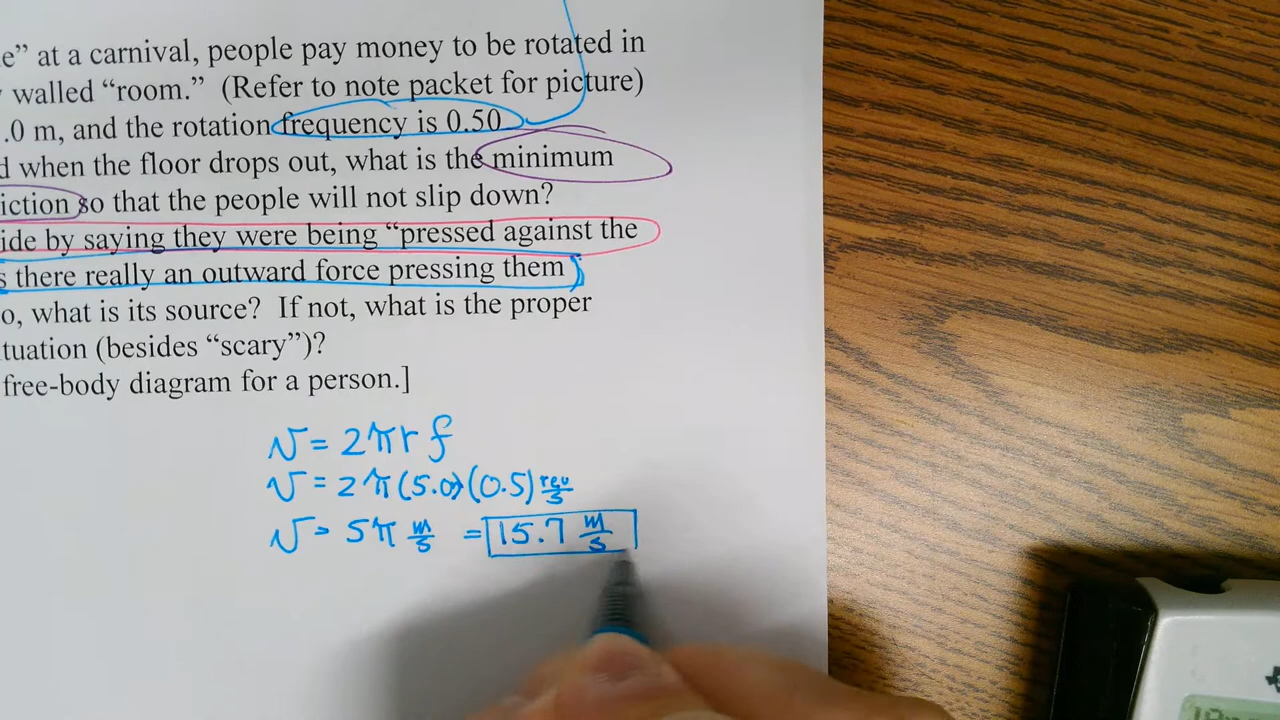 e” at a carnival, people pay money to be rotated in
walled “room.” (Refer to note packet for picture)
.0 m, and the rotation frequency is 0.50
d when the floor drops out, what is the minimum
iction so that the people will not slip down?
ide by saying they were being “pressed against the
s there really an outward force pressing them
o, what is its source? If not, what is the proper
tuation (besides “scary”)?
free-body diagram for a person.]
v = 2πr f
v = 2π(5.0)(0.5) rev/s
v = 5π m/s = 15.7 m/s